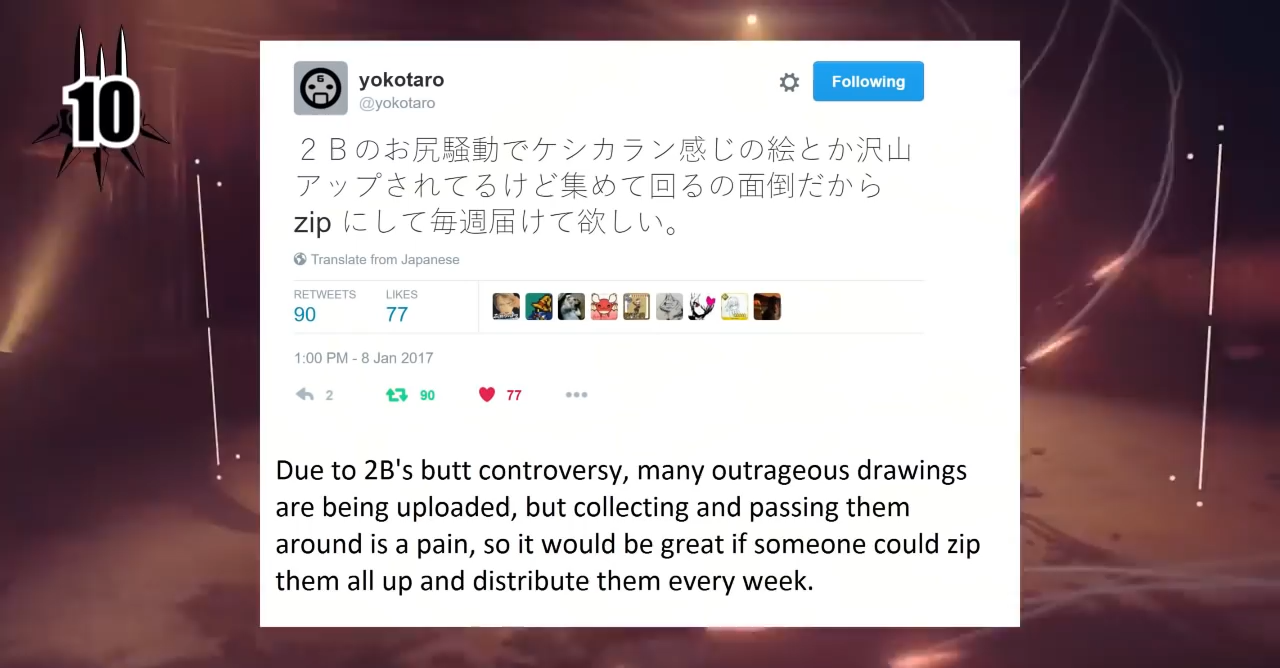 10
yokotaro
@yokotaro
Following
２Ｂのお尻騒動でケシカラン感じの絵とか沢山
アップされてるけど集めて回るの面倒だから
zip にして毎週届けて欲しい。
Translate from Japanese
RETWEETS LIKES
90 77
1:00 PM - 8 Jan 2017
2 90 77
Due to 2B's butt controversy, many outrageous drawings
are being uploaded, but collecting and passing them
around is a pain, so it would be great if someone could zip
them all up and distribute them every week.